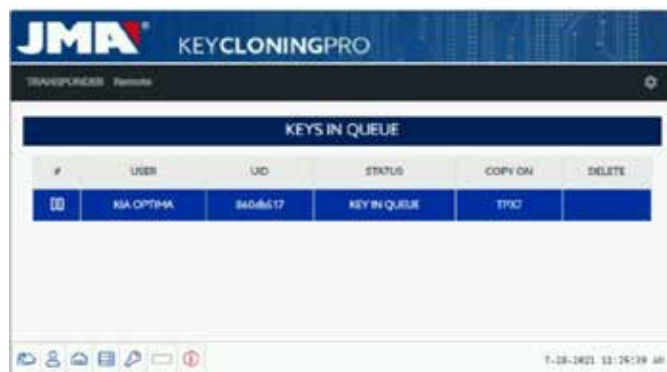 JMA KEYCLONINGPRO
TRANSPONDER Remote
KEYS IN QUEUE
# USER UID STATUS COPY ON DELETE
KIA OPTIMA KEY IN QUEUE